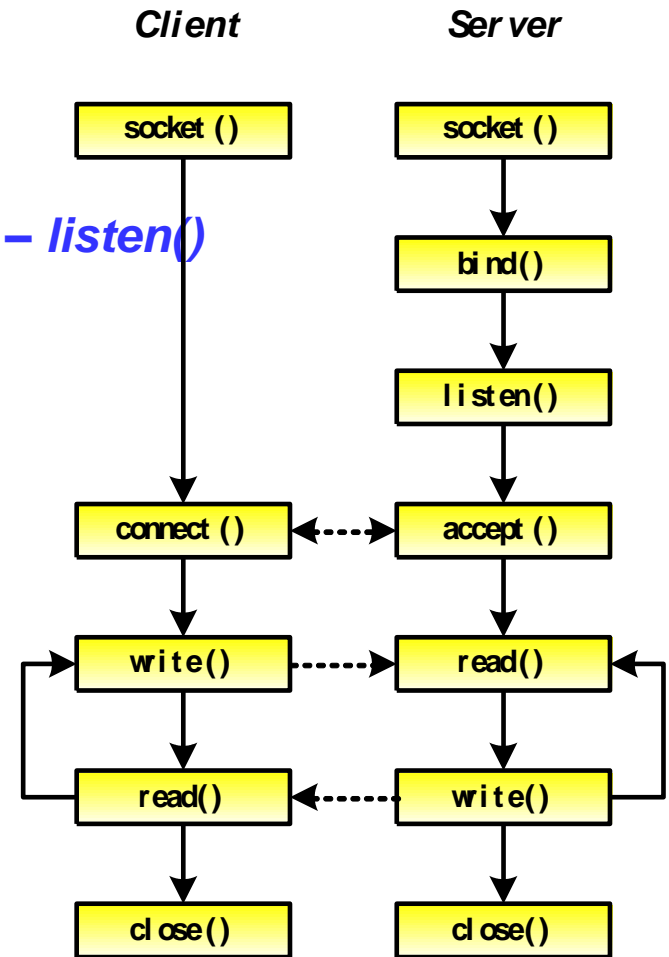 Client Server
socket () socket ()
– listen()
bind()
listen()
connect () accept ()
write() read()
read() write()
close() close()